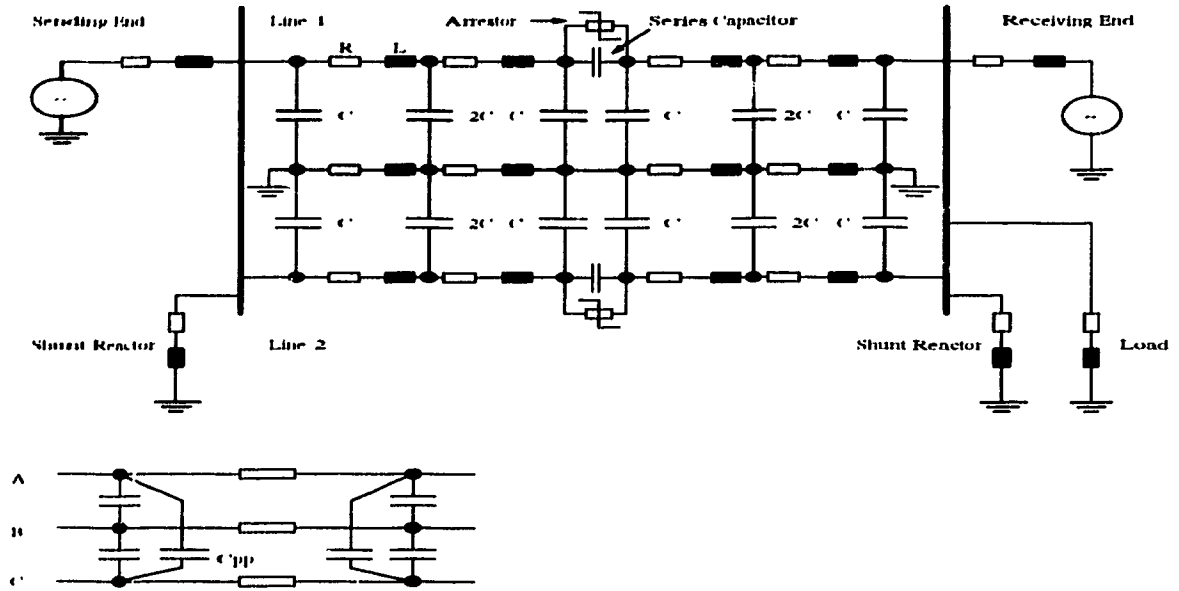 Sending End
Line 1
Arrestor
Series Capacitor
Receiving End
R
L
C
2C
C
C
2C
C
C
2C
C
C
2C
C
Shunt Reactor
Line 2
Shunt Reactor
Load
A
B
Cpp
C